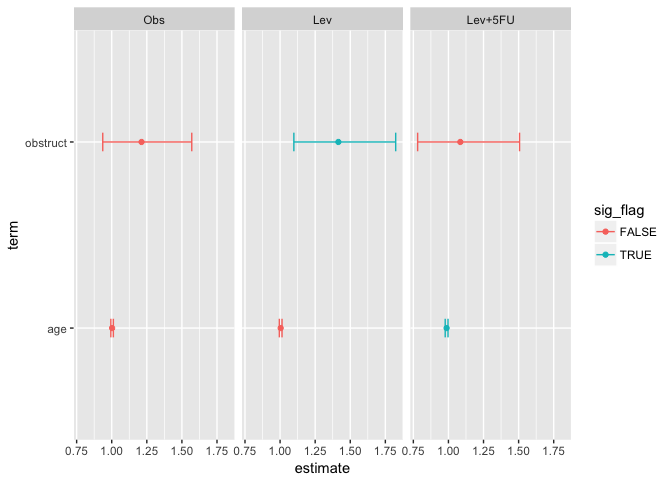 Obs Lev Lev+5FU
obstruct
age
term
0.75 1.00 1.25 1.50 1.75 0.75 1.00 1.25 1.50 1.75 0.75 1.00 1.25 1.50 1.75
estimate
sig_flag
FALSE
TRUE